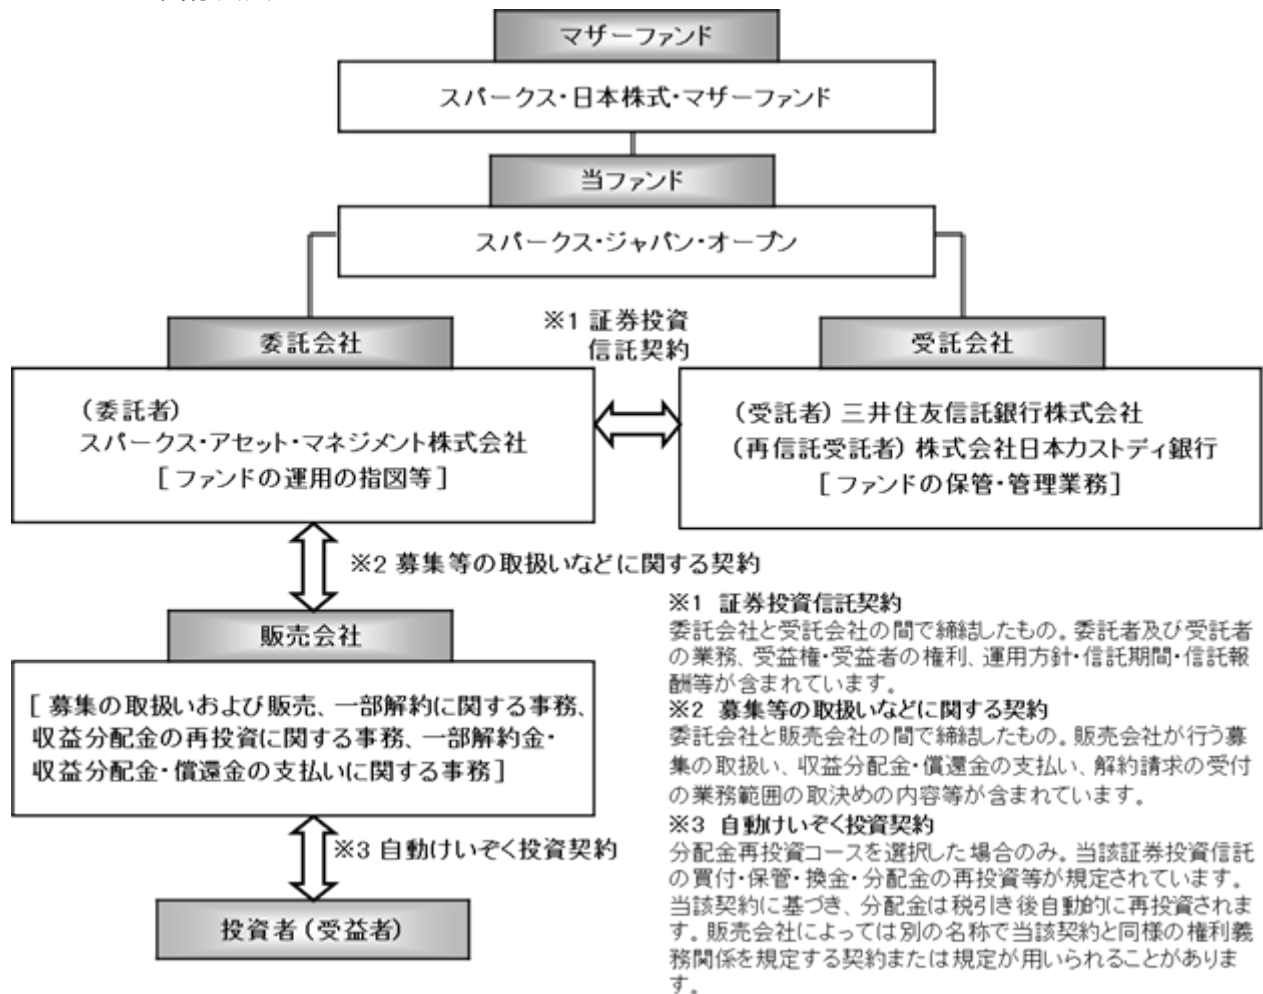 マザーファンド
スパークス・日本株式・マザーファンド
当ファンド
スパークス・ジャパン・オープン
※1 証券投資
信託契約
委託会社
(委託者)
スパークス・アセット・マネジメント株式会社
[ファンドの運用の指図等]
受託会社
(受託者) 三井住友信託銀行株式会社
(再信託受託者) 株式会社日本カストディ銀行
[ファンドの保管・管理業務]
※2 募集等の取扱いなどに関する契約
販売会社
[募集の取扱いおよび販売、一部解約に関する事務、
収益分配金の再投資に関する事務、一部解約金・
収益分配金・償還金の支払いに関する事務]
※3 自動けいぞく投資契約
投資者(受益者)
※1 証券投資信託契約
委託会社と受託会社の間で締結したもの。委託者及び受託者
の業務、受益権・受益者の権利、運用方針・信託期間・信託報
酬等が含まれています。
※2 募集等の取扱いなどに関する契約
委託会社と販売会社の間で締結したもの。販売会社が行う募
集の取扱い、収益分配金・償還金の支払い、解約請求の受付
の業務範囲の取決めの内容等が含まれています。
※3 自動けいぞく投資契約
分配金再投資コースを選択した場合のみ。当該証券投資信託
の買付・保管・換金・分配金の再投資等が規定されています。
当該契約に基づき、分配金は税引き後自動的に再投資されま
す。販売会社によっては別の名称で当該契約と同様の権利義
務関係を規定する契約または規定が用いられることがありま
す。